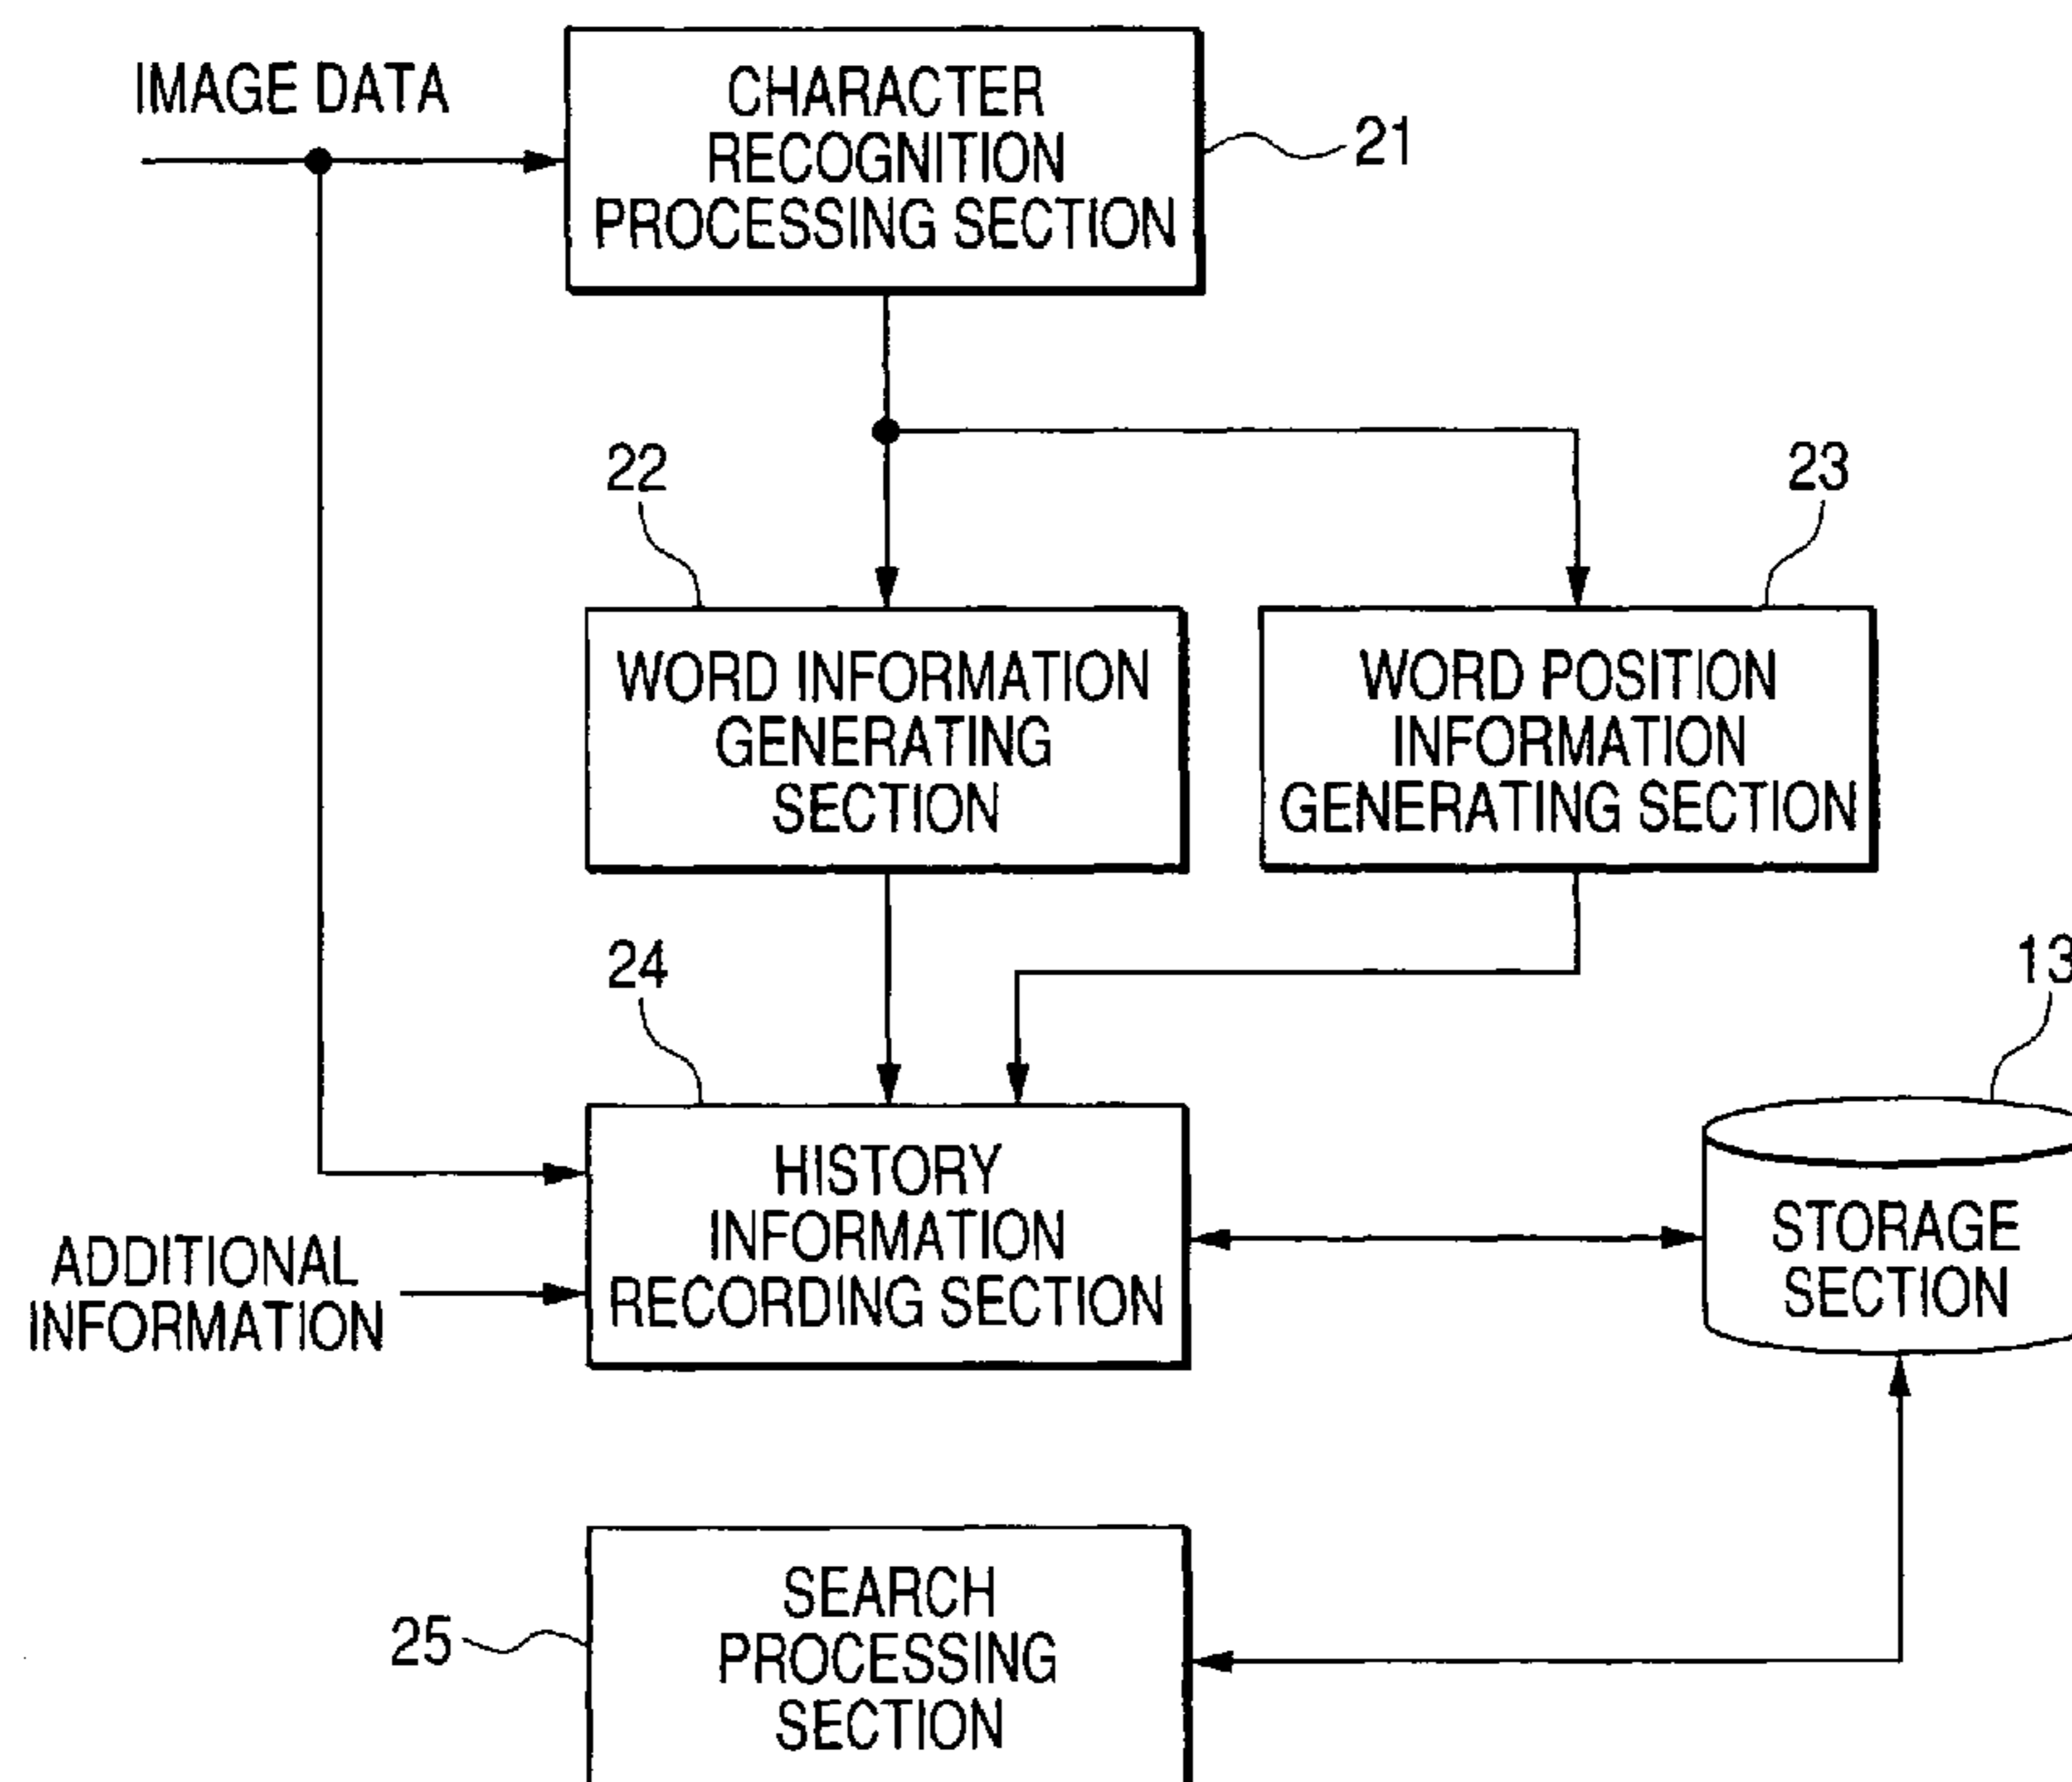 IMAGE DATA
CHARACTER
RECOGNITION
PROCESSING SECTION
21
22
23
WORD INFORMATION
GENERATING
SECTION
WORD POSITION
INFORMATION
GENERATING SECTION
24
13
HISTORY
INFORMATION
RECORDING SECTION
ADDITIONAL
INFORMATION
STORAGE
SECTION
25
SEARCH
PROCESSING
SECTION